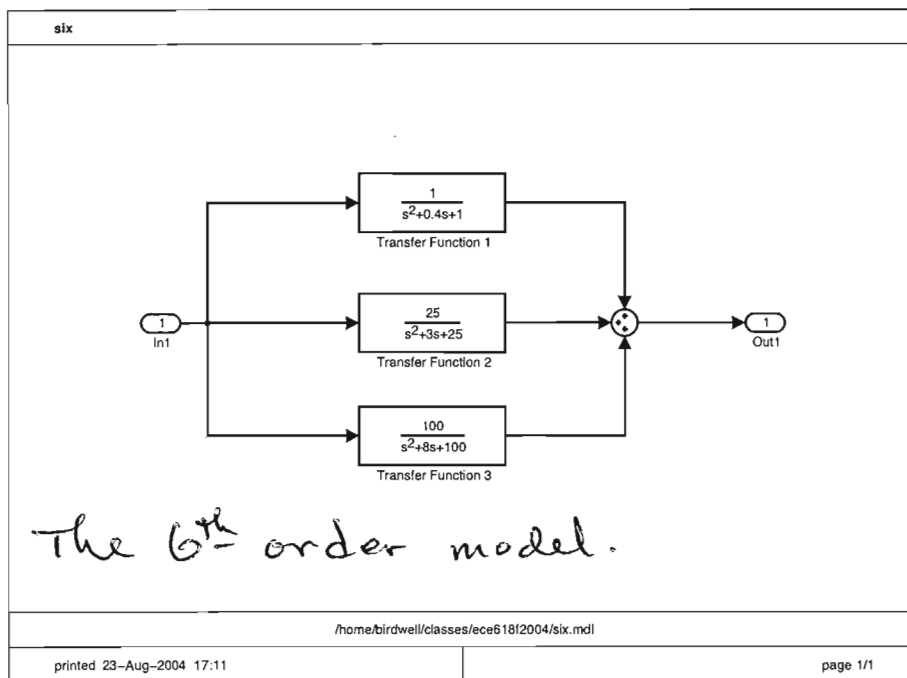 six
1
s²+0.4s+1
Transfer Function 1
1
In1
25
s²+3s+25
Transfer Function 2
1
Out1
100
s²+8s+100
Transfer Function 3
The 6th order model.
/home/birdwell/classes/ece618f2004/six.mdl
printed 23-Aug-2004 17:11
page 1/1